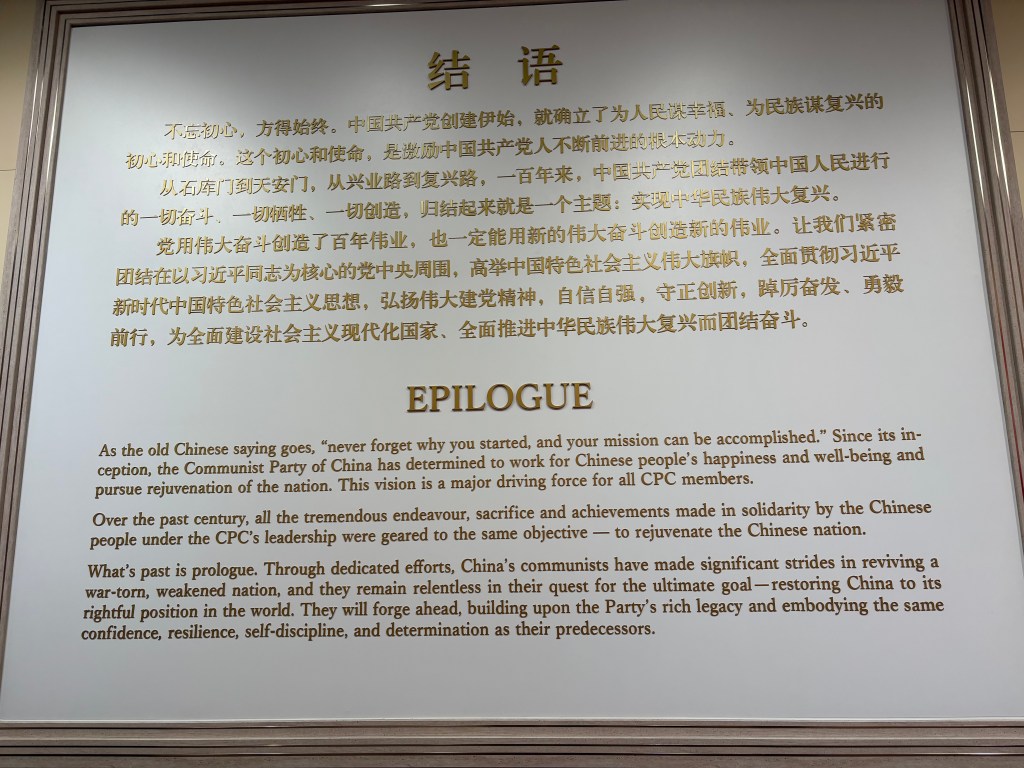 结 语
不忘初心，方得始终。中国共产党创建伊始，就确立了为人民谋幸福、为民族谋复兴的
初心和使命。这个初心和使命，是激励中国共产党人不断前进的根本动力。
从石库门到天安门，从兴业路到复兴路，一百年来，中国共产党团结带领中国人民进行
的一切奋斗、一切牺牲、一切创造，归结起来就是一个主题：实现中华民族伟大复兴。
党用伟大奋斗创造了百年伟业，也一定能用新的伟大奋斗创造新的伟业。让我们紧密
团结在以习近平同志为核心的党中央周围，高举中国特色社会主义伟大旗帜，全面贯彻习近平
新时代中国特色社会主义思想，弘扬伟大建党精神，自信自强，守正创新，踔厉奋发、勇毅
前行，为全面建设社会主义现代化国家、全面推进中华民族伟大复兴而团结奋斗。
EPILOGUE
As the old Chinese saying goes, “never forget why you started, and your mission can be accomplished.” Since its in-
ception, the Communist Party of China has determined to work for Chinese people’s happiness and well-being and
pursue rejuvenation of the nation. This vision is a major driving force for all CPC members.
Over the past century, all the tremendous endeavour, sacrifice and achievements made in solidarity by the Chinese
people under the CPC’s leadership were geared to the same objective — to rejuvenate the Chinese nation.
What’s past is prologue. Through dedicated efforts, China’s communists have made significant strides in reviving a
war-torn, weakened nation, and they remain relentless in their quest for the ultimate goal—restoring China to its
rightful position in the world. They will forge ahead, building upon the Party’s rich legacy and embodying the same
confidence, resilience, self-discipline, and determination as their predecessors.